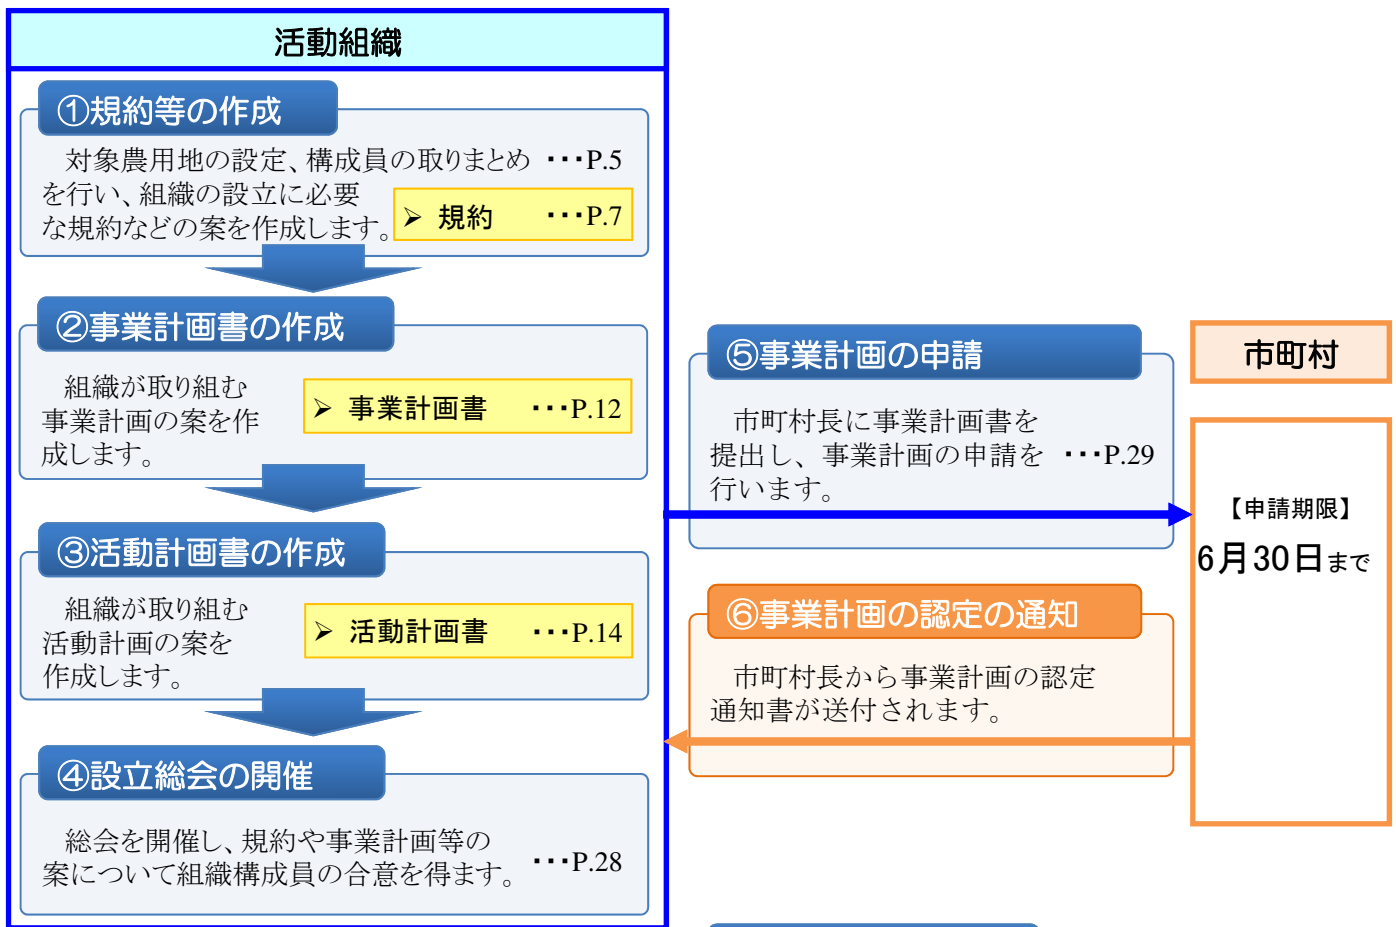 活動組織
①規約等の作成
対象農用地の設定、構成員の取りまとめ ・・・P.5
を行い、組織の設立に必要
な規約などの案を作成します。
➢ 規約 ・・・P.7
②事業計画書の作成
組織が取り組む
事業計画の案を作
成します。
➢ 事業計画書 ・・・P.12
③活動計画書の作成
組織が取り組む
活動計画の案を
作成します。
➢ 活動計画書 ・・・P.14
④設立総会の開催
総会を開催し、規約や事業計画等の
案について組織構成員の合意を得ます。 ・・・P.28
⑤事業計画の申請
市町村長に事業計画書を
提出し、事業計画の申請を ・・・P.29
行います。
⑥事業計画の認定の通知
市町村長から事業計画の認定
通知書が送付されます。
市町村
【申請期限】
6月30日まで